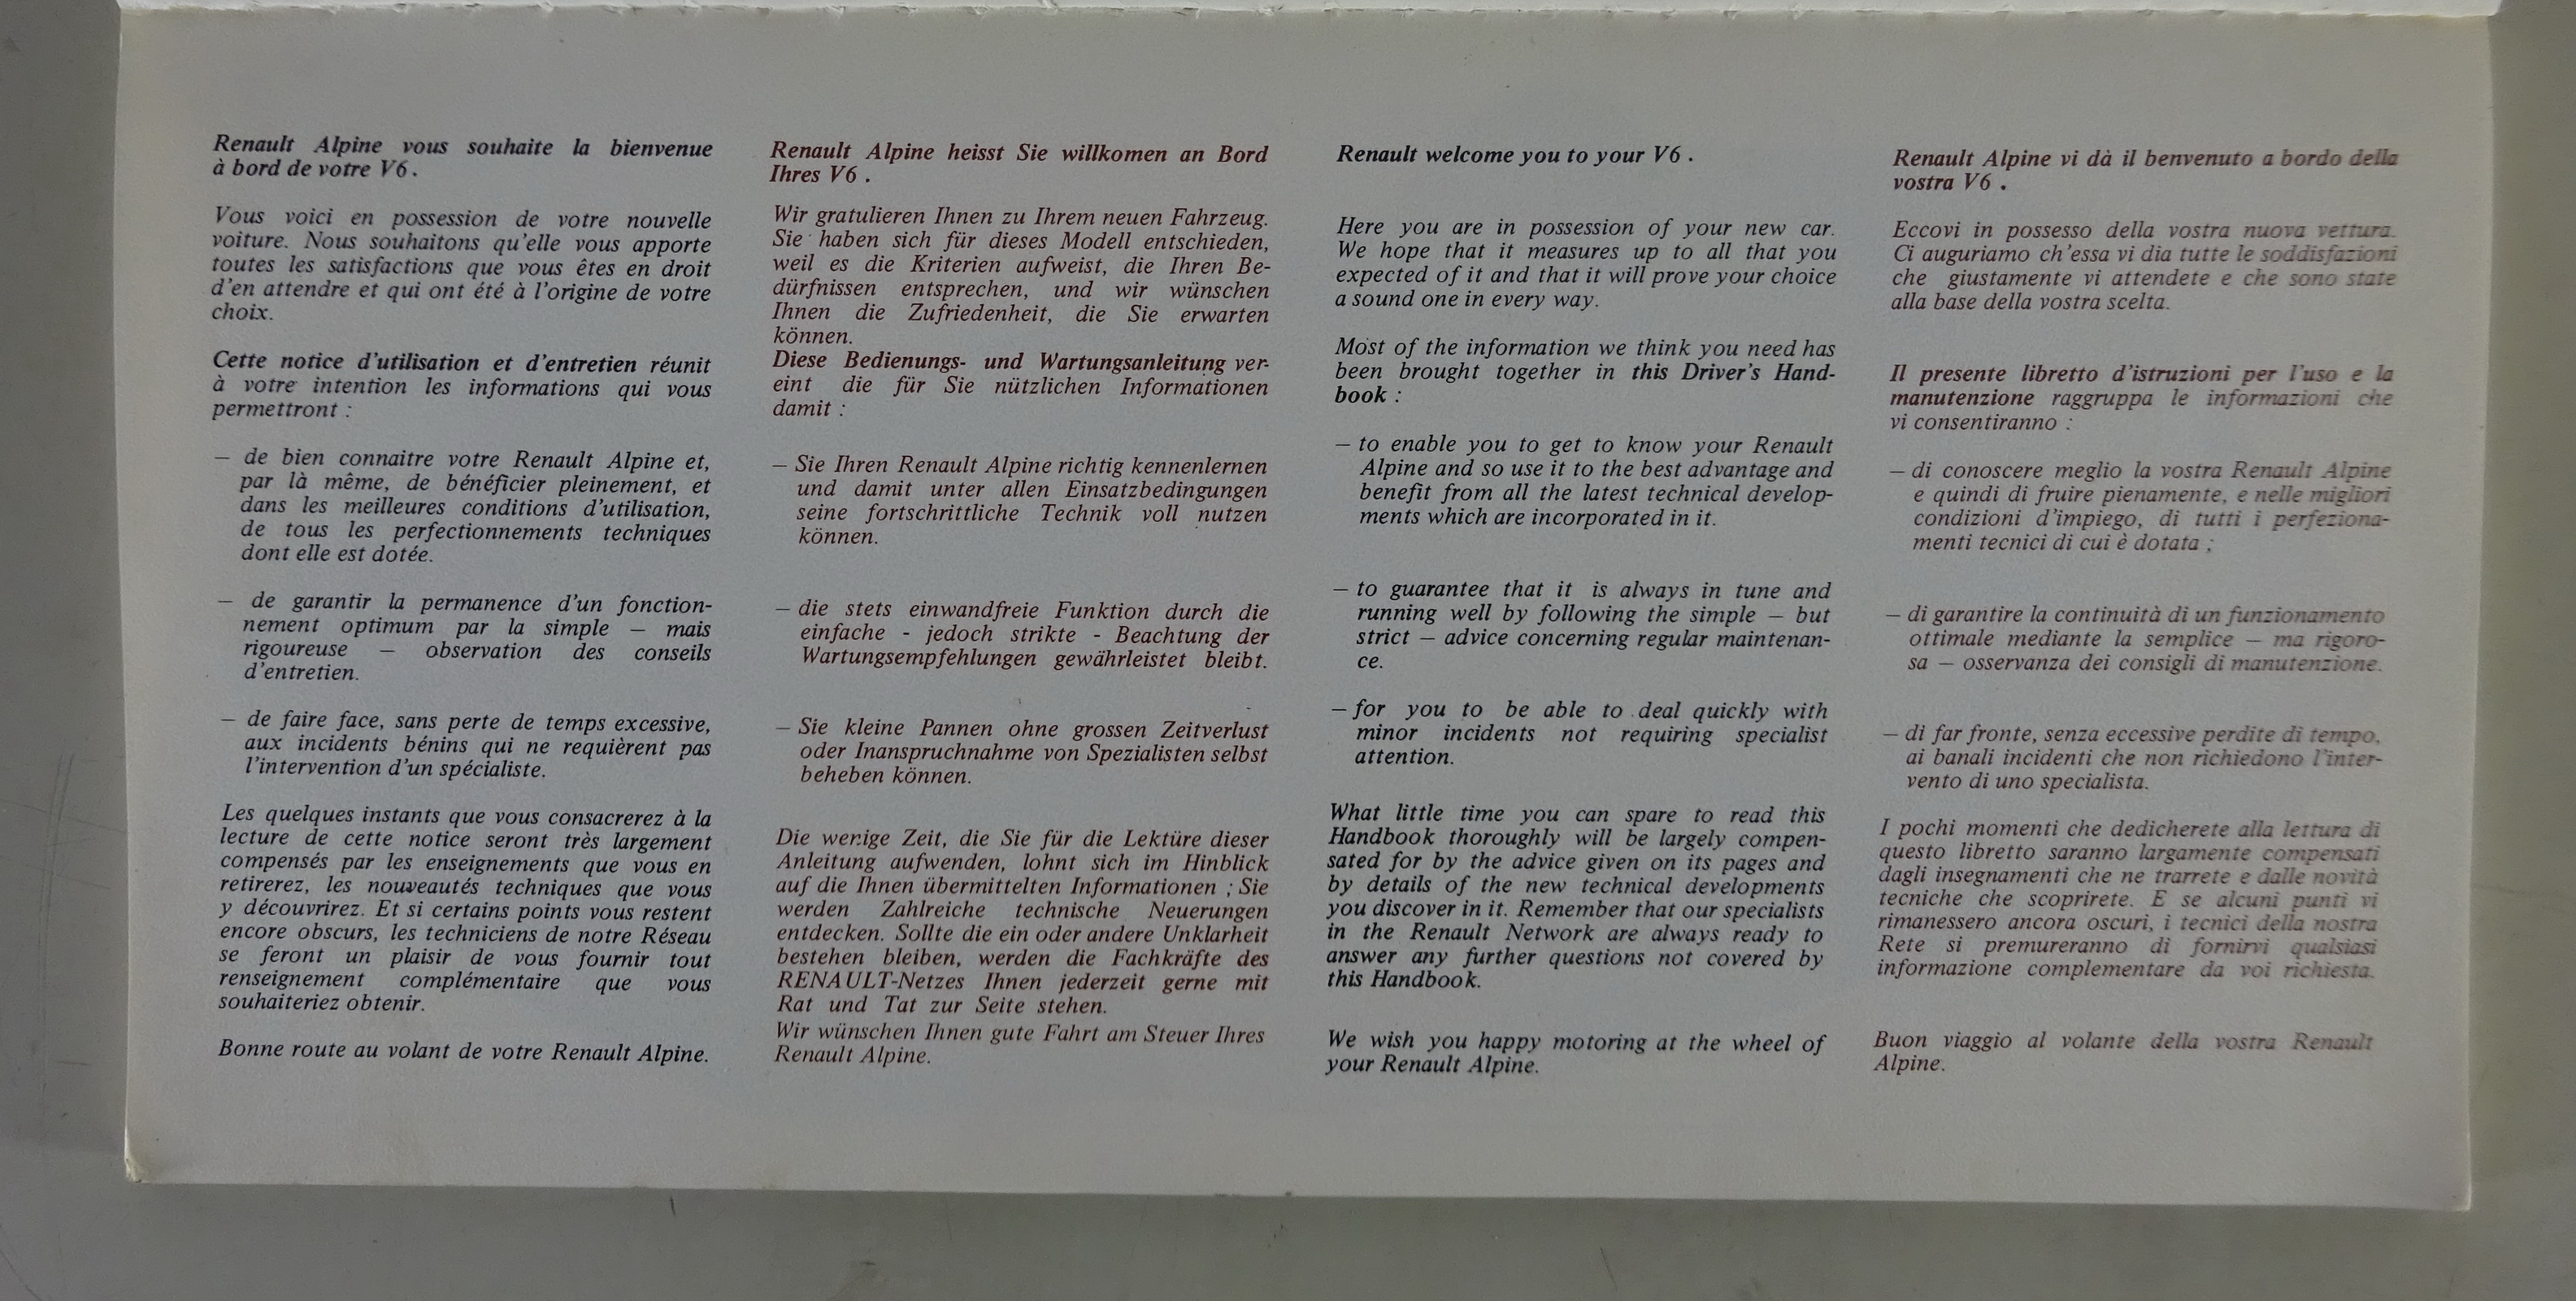 Renault Alpine vous souhaite la bienvenue
à bord de votre V6 .
Vous voici en possession de votre nouvelle
voiture. Nous souhaitons qu'elle vous apporte
toutes les satisfactions que vous êtes en droit
d'en attendre et qui ont été à l'origine de votre
choix.
Cette notice d'utilisation et d'entretien réunit
à votre intention les informations qui vous
permettront :
– de bien connaitre votre Renault Alpine et,
par là même, de bénéficier pleinement, et
dans les meilleures conditions d'utilisation,
de tous les perfectionnements techniques
dont elle est dotée.
– de garantir la permanence d'un fonction-
nement optimum par la simple – mais
rigoureuse – observation des conseils
d'entretien.
– de faire face, sans perte de temps excessive,
aux incidents bénins qui ne requièrent pas
l'intervention d'un spécialiste.
Les quelques instants que vous consacrerez à la
lecture de cette notice seront très largement
compensés par les enseignements que vous en
retirerez, les nouveautés techniques que vous
y découvrirez. Et si certains points vous restent
encore obscurs, les techniciens de notre Réseau
se feront un plaisir de vous fournir tout
renseignement complémentaire que vous
souhaiteriez obtenir.
Bonne route au volant de votre Renault Alpine.
Renault Alpine heisst Sie willkomen an Bord
Ihres V6 .
Wir gratulieren Ihnen zu Ihrem neuen Fahrzeug.
Sie haben sich für dieses Modell entschieden,
weil es die Kriterien aufweist, die Ihren Be-
dürfnissen entsprechen, und wir wünschen
Ihnen die Zufriedenheit, die Sie erwarten
können.
Diese Bedienungs- und Wartungsanleitung ver-
eint die für Sie nützlichen Informationen
damit :
– Sie Ihren Renault Alpine richtig kennenlernen
und damit unter allen Einsatzbedingungen
seine fortschrittliche Technik voll nutzen
können.
– die stets einwandfreie Funktion durch die
einfache - jedoch strikte - Beachtung der
Wartungsempfehlungen gewährleistet bleibt.
– Sie kleine Pannen ohne grossen Zeitverlust
oder Inanspruchnahme von Spezialisten selbst
beheben können.
Die wenige Zeit, die Sie für die Lektüre dieser
Anleitung aufwenden, lohnt sich im Hinblick
auf die Ihnen übermittelten Informationen ; Sie
werden Zahlreiche technische Neuerungen
entdecken. Sollte die ein oder andere Unklarheit
bestehen bleiben, werden die Fachkräfte des
RENAULT-Netzes Ihnen jederzeit gerne mit
Rat und Tat zur Seite stehen.
Wir wünschen Ihnen gute Fahrt am Steuer Ihres
Renault Alpine.
Renault welcome you to your V6 .
Here you are in possession of your new car.
We hope that it measures up to all that you
expected of it and that it will prove your choice
a sound one in every way.
Most of the information we think you need has
been brought together in this Driver's Hand-
book :
– to enable you to get to know your Renault
Alpine and so use it to the best advantage and
benefit from all the latest technical develop-
ments which are incorporated in it.
– to guarantee that it is always in tune and
running well by following the simple – but
strict – advice concerning regular maintenan-
ce.
– for you to be able to deal quickly with
minor incidents not requiring specialist
attention.
What little time you can spare to read this
Handbook thoroughly will be largely compen-
sated for by the advice given on its pages and
by details of the new technical developments
you discover in it. Remember that our specialists
in the Renault Network are always ready to
answer any further questions not covered by
this Handbook.
We wish you happy motoring at the wheel of
your Renault Alpine.
Renault Alpine vi dà il benvenuto a bordo della
vostra V6 .
Eccovi in possesso della vostra nuova vettura.
Ci auguriamo ch'essa vi dia tutte le soddisfazioni
che giustamente vi attendete e che sono state
alla base della vostra scelta.
Il presente libretto d'istruzioni per l'uso e la
manutenzione raggruppa le informazioni che
vi consentiranno :
– di conoscere meglio la vostra Renault Alpine
e quindi di fruire pienamente, e nelle migliori
condizioni d'impiego, di tutti i perfeziona-
menti tecnici di cui è dotata ;
– di garantire la continuità di un funzionamento
ottimale mediante la semplice – ma rigoro-
sa – osservanza dei consigli di manutenzione.
– di far fronte, senza eccessive perdite di tempo,
ai banali incidenti che non richiedono l'inter-
vento di uno specialista.
I pochi momenti che dedicherete alla lettura di
questo libretto saranno largamente compensati
dagli insegnamenti che ne trarrete e dalle novità
tecniche che scoprirete. E se alcuni punti vi
rimanessero ancora oscuri, i tecnici della nostra
Rete si premureranno di fornirvi qualsiasi
informazione complementare da voi richiesta.
Buon viaggio al volante della vostra Renault
Alpine.